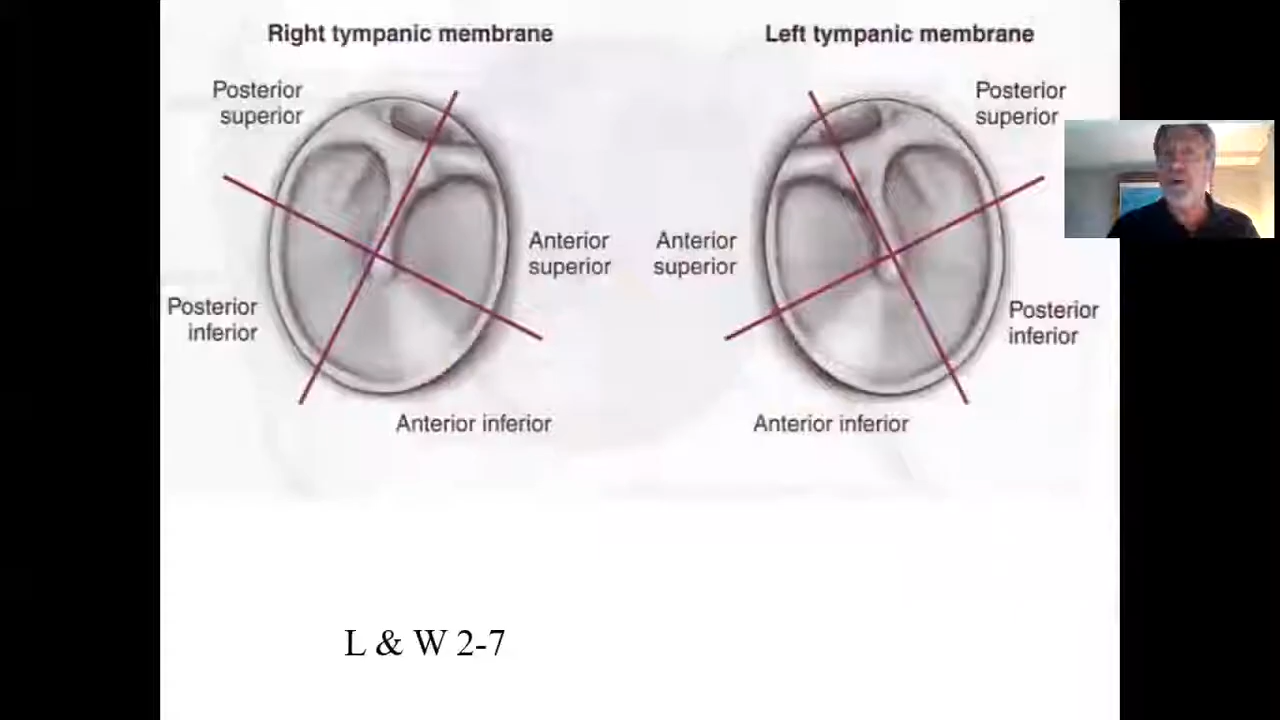 Right tympanic membrane
Left tympanic membrane
Posterior
superior
Posterior
superior
Anterior
superior
Anterior
superior
Posterior
inferior
Posterior
inferior
Anterior inferior
Anterior inferior
L & W 2-7